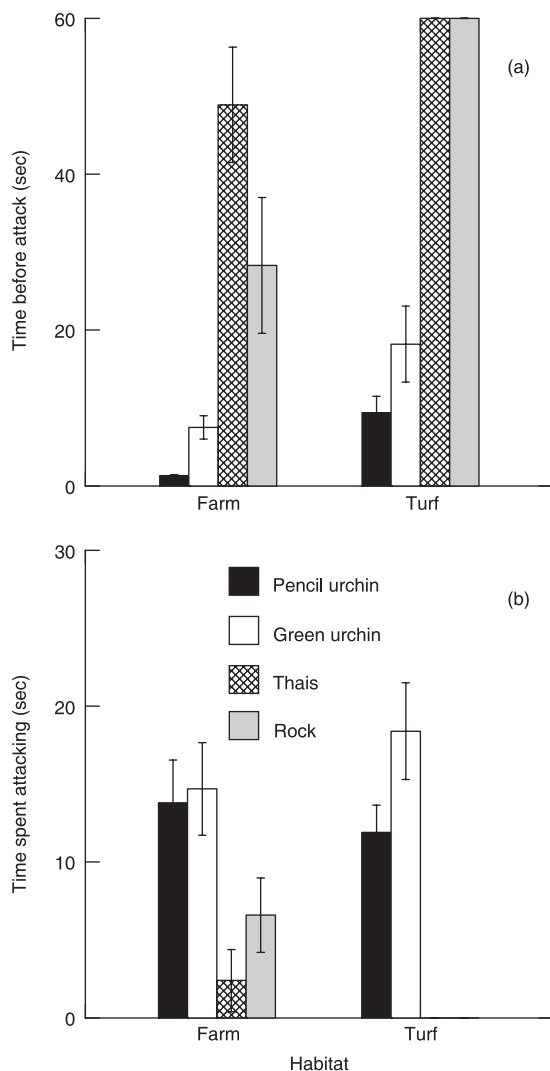 60
(a)
40
Time before attack (sec)
20
0
Farm
Turf
30
Pencil urchin
(b)
Green urchin
20
Thais
Rock
Time spent attacking (sec)
10
0
Farm
Turf
Habitat